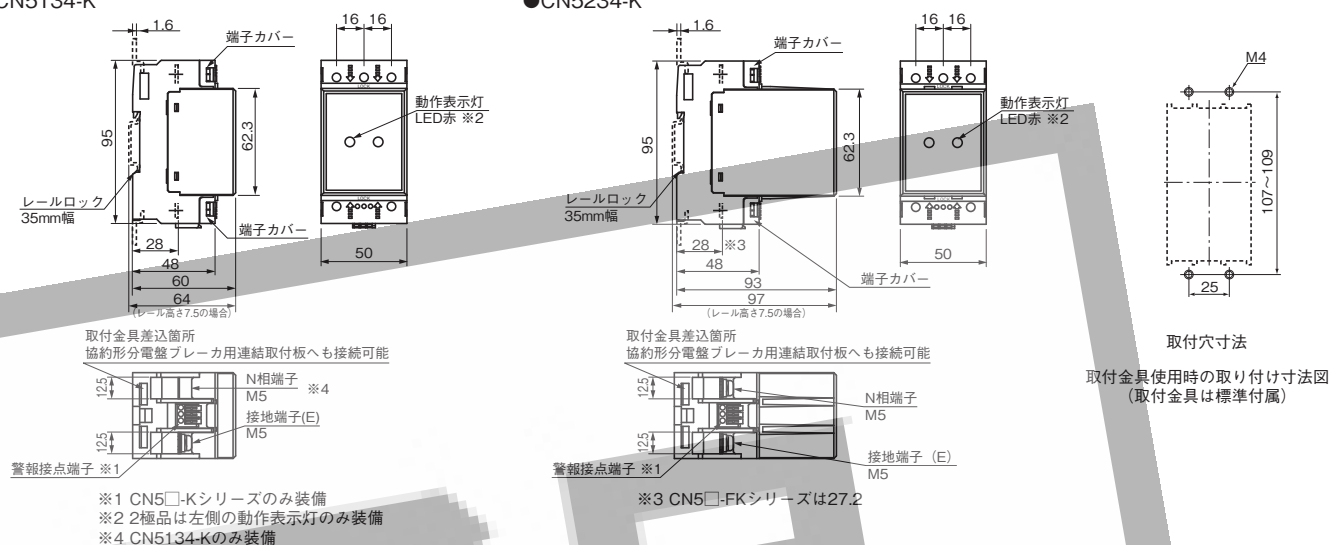 CN5134-K
1.6
端子カバー
16 16
LOCK
動作表示灯
LED赤 ※2
95
62.3
レールロック
35mm幅
LOCK
端子カバー
28
48
60
64
(レール高さ7.5の場合)
50
取付金具差込箇所
協約形分電盤ブレーカ用連結取付板へも接続可能
12.5
N相端子
M5
※4
接地端子(E)
M5
12.5
警報接点端子 ※1
※1 CN5□-Kシリーズのみ装備
※2 2極品は左側の動作表示灯のみ装備
※4 CN5134-Kのみ装備
●CN5234-K
1.6
端子カバー
16 16
LOCK
動作表示灯
LED赤 ※2
95
62.3
レールロック
35mm幅
LOCK
28 ※3
48
端子カバー
93
97
(レール高さ7.5の場合)
50
取付金具差込箇所
協約形分電盤ブレーカ用連結取付板へも接続可能
12.5
N相端子
M5
12.5
接地端子（E）
M5
警報接点端子 ※1
※3 CN5□-FKシリーズは27.2
M4
107～109
25
取付穴寸法
取付金具使用時の取り付け寸法図
（取付金具は標準付属）